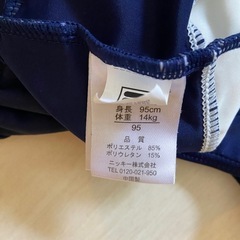 身長 95cm
体重 14kg
95
品質
ポリエステル 85%
ポリウレタン 15%
ニッキー株式会社
TEL 0120-021-950
中国製